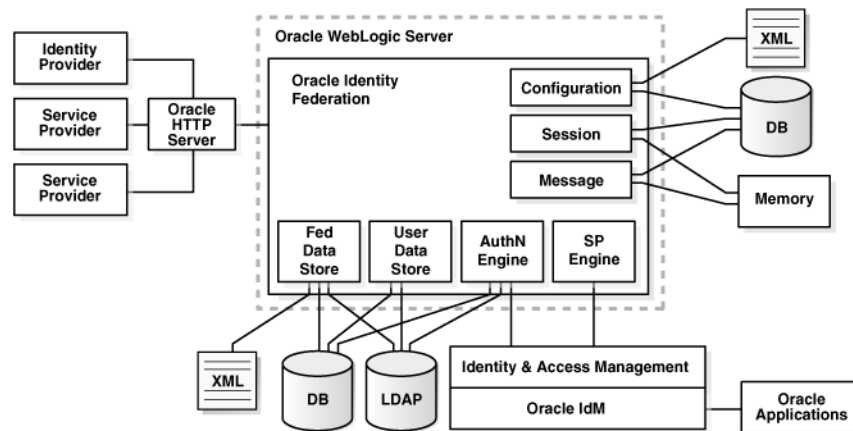 Oracle WebLogic Server
XML
Identity
Provider
Oracle Identity
Federation
Configuration
Service
Provider
Oracle
HTTP
Server
Session
DB
Service
Provider
Message
Memory
Fed
Data
Store
User
Data
Store
AuthN
Engine
SP
Engine
XML
DB
LDAP
Identity & Access Management
Oracle IdM
Oracle
Applications